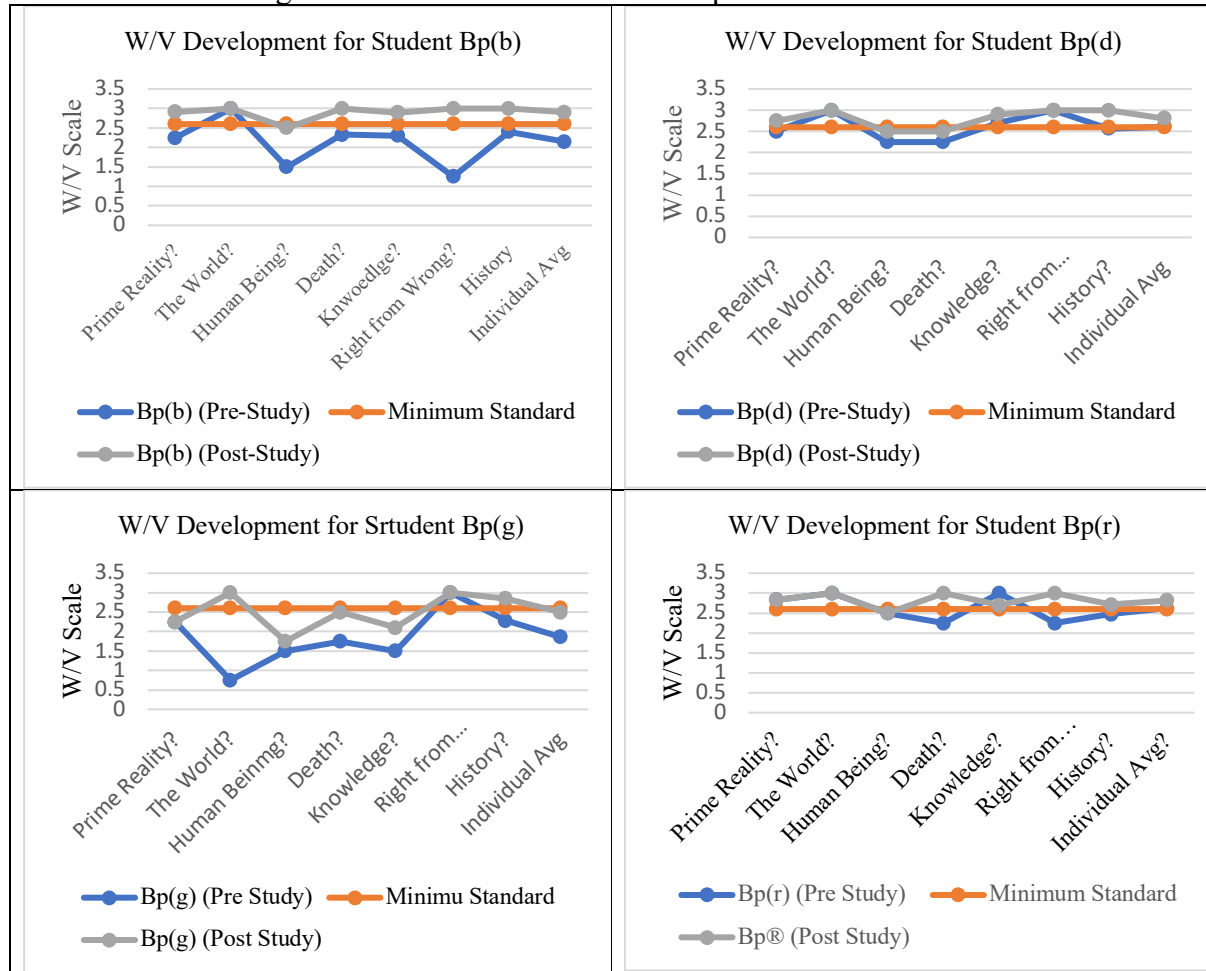 W/V Development for Student Bp(b)
W/V Scale
3.5
3
2.5
2
1.5
1
0.5
0
Prime Reality?
The World?
Human Being?
Death?
Knwoedlge?
Right from Wrong?
History
Individual Avg
Bp(b) (Pre-Study)
Minimum Standard
Bp(b) (Post-Study)
W/V Development for Student Bp(d)
W/V Scale
3.5
3
2.5
2
1.5
1
0.5
0
Prime Reality?
The World?
Human Being?
Death?
Knowledge?
Right from...
History?
Individual Avg
Bp(d) (Pre-Study)
Minimum Standard
Bp(d) (Post-Study)
W/V Development for Srtudent Bp(g)
W/V Scale
3.5
3
2.5
2
1.5
1
0.5
0
Prime Reality?
The World?
Human Beinmg?
Death?
Knowledge?
Right from...
History?
Individual Avg
Bp(g) (Pre Study)
Minimu Standard
Bp(g) (Post Study)
W/V Development for Student Bp(r)
W/V Scale
3.5
3
2.5
2
1.5
1
0.5
0
Prime Reality?
The World?
Human Being?
Death?
Knowledge?
Right from...
History?
Individual Avg?
Bp(r) (Pre Study)
Minimum Standard
Bp® (Post Study)